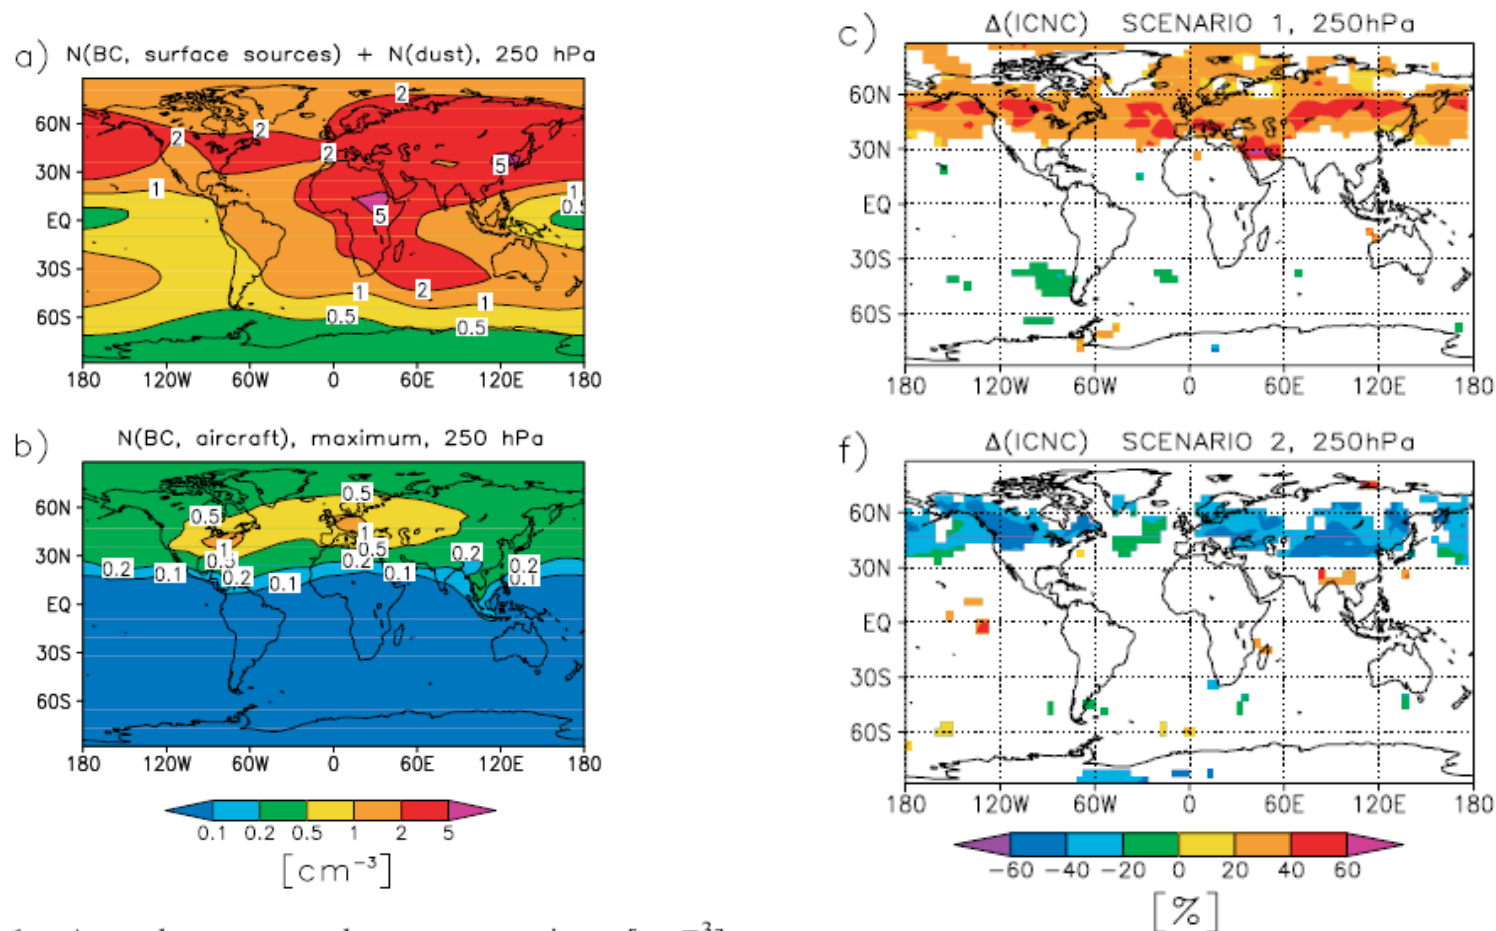 a) N(BC, surface sources) + N(dust), 250 hPa
60N
30N
EQ
30S
60S
2
2
2
2
5
1
1
0.5
5
1
2
1
0.5
0.5
180 120W 60W 0 60E 120E 180
b) N(BC, aircraft), maximum, 250 hPa
60N
30N
EQ
30S
60S
0.5
0.5
1
1
0.5
0.5
0.2
0.2
0.2
0.2
0.2
0.1
0.1
0.1
0.1
180 120W 60W 0 60E 120E 180
0.1 0.2 0.5 1 2 5
[cm⁻³]
c) Δ(ICNC) SCENARIO 1, 250hPa
60N
30N
EQ
30S
60S
180 120W 60W 0 60E 120E 180
f) Δ(ICNC) SCENARIO 2, 250hPa
60N
30N
EQ
30S
60S
180 120W 60W 0 60E 120E 180
-60 -40 -20 0 20 40 60
[%]